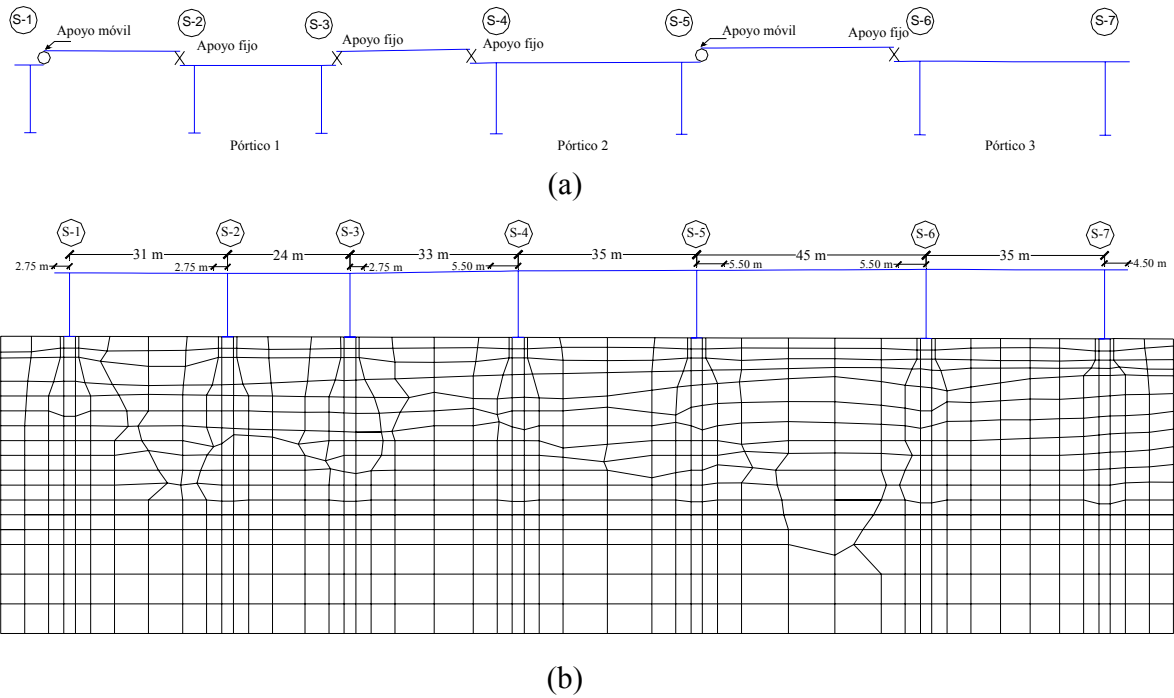 S-1 S-2 S-3 S-4 S-5 S-6 S-7
Apoyo móvil
Apoyo fijo
Apoyo fijo
Apoyo fijo
Apoyo móvil
Apoyo fijo
Pórtico 1
Pórtico 2
Pórtico 3
(a)
S-1 S-2 S-3 S-4 S-5 S-6 S-7
31 m 24 m 33 m 35 m 45 m 35 m
2.75 m 2.75 m 2.75 m 5.50 m 5.50 m 5.50 m 4.50 m
(b)